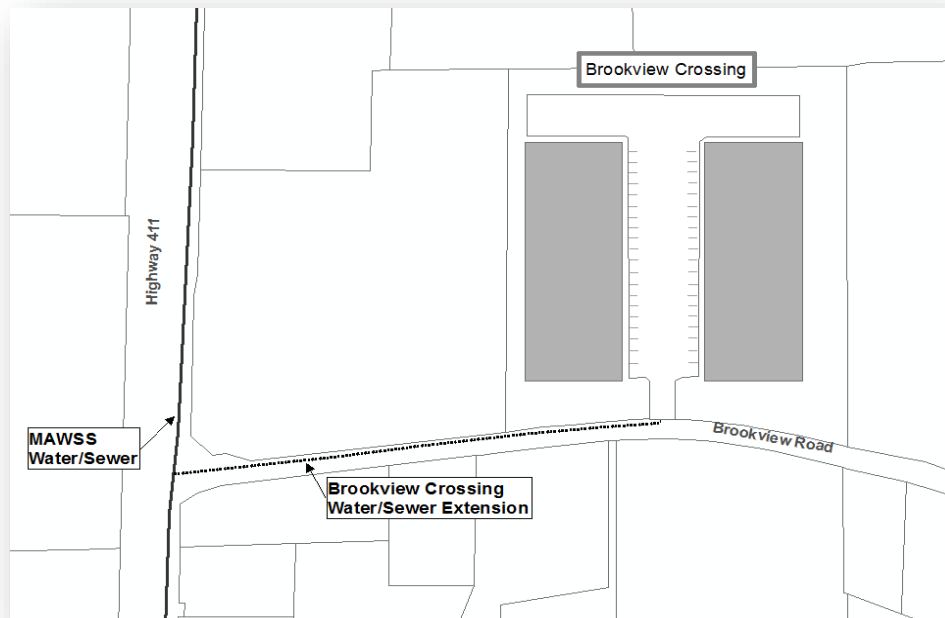 Brookview Crossing
Highway 411
MAWSS
Water/Sewer
Brookview Road
Brookview Crossing
Water/Sewer Extension